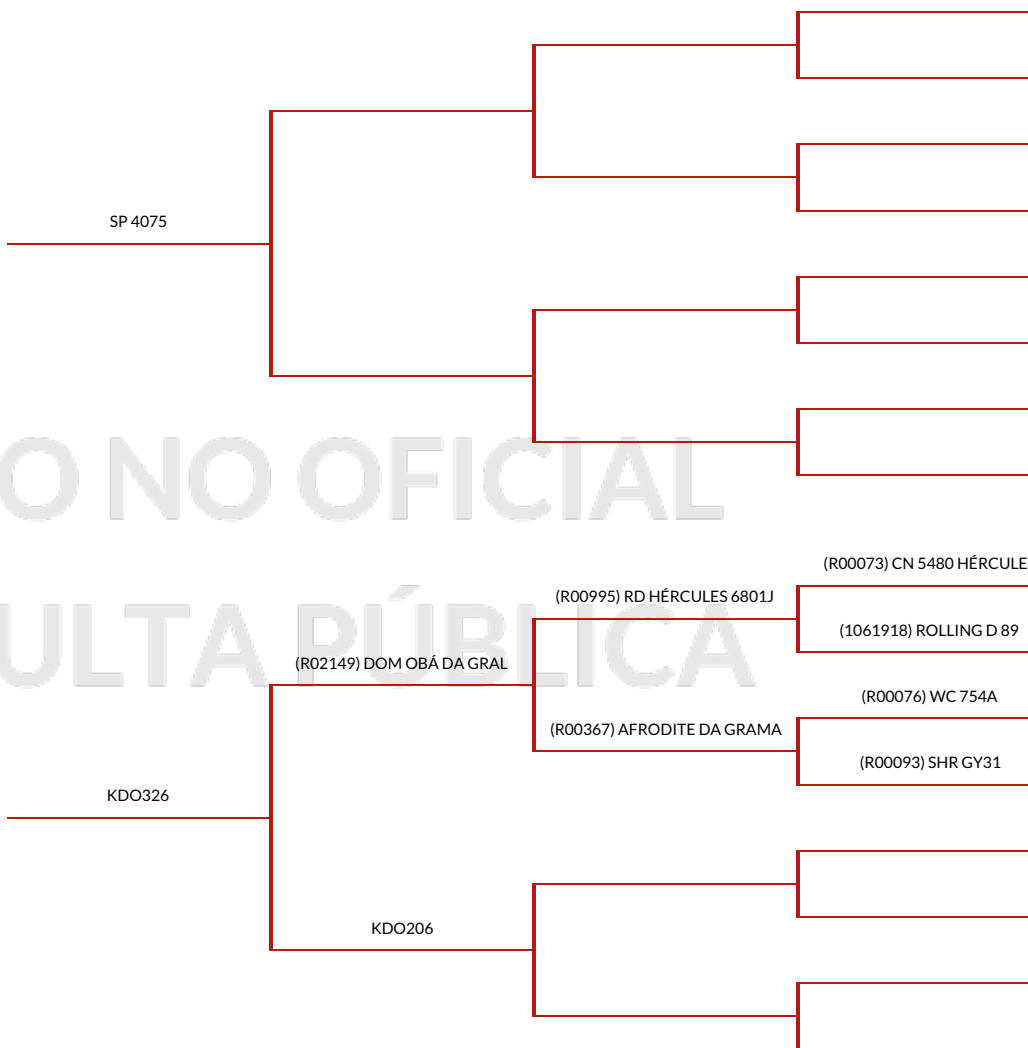 SP 4075
O NO OFICIAL
(R00073) CN 5480 HÉRCULE
(R00995) RD HÉRCULES 6801J
ULTA PÚBLICA
(1061918) ROLLING D 89
(R02149) DOM OBÁ DA GRAL
(R00076) WC 754A
(R00367) AFRODITE DA GRAMA
(R00093) SHR GY31
KDO326
KDO206